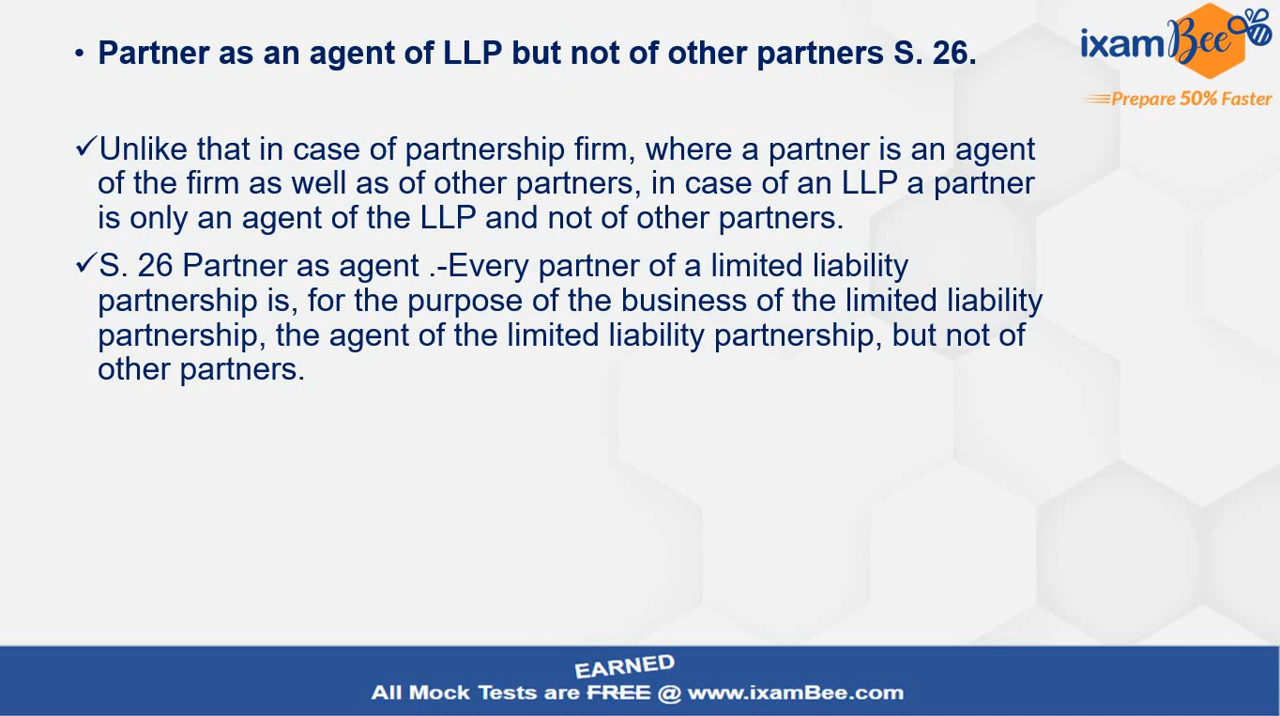 • Partner as an agent of LLP but not of other partners S. 26.
ixamBee
Prepare 50% Faster
✓Unlike that in case of partnership firm, where a partner is an agent
of the firm as well as of other partners, in case of an LLP a partner
is only an agent of the LLP and not of other partners.
✓S. 26 Partner as agent .-Every partner of a limited liability
partnership is, for the purpose of the business of the limited liability
partnership, the agent of the limited liability partnership, but not of
other partners.
EARNED
All Mock Tests are FREE @ www.ixamBee.com